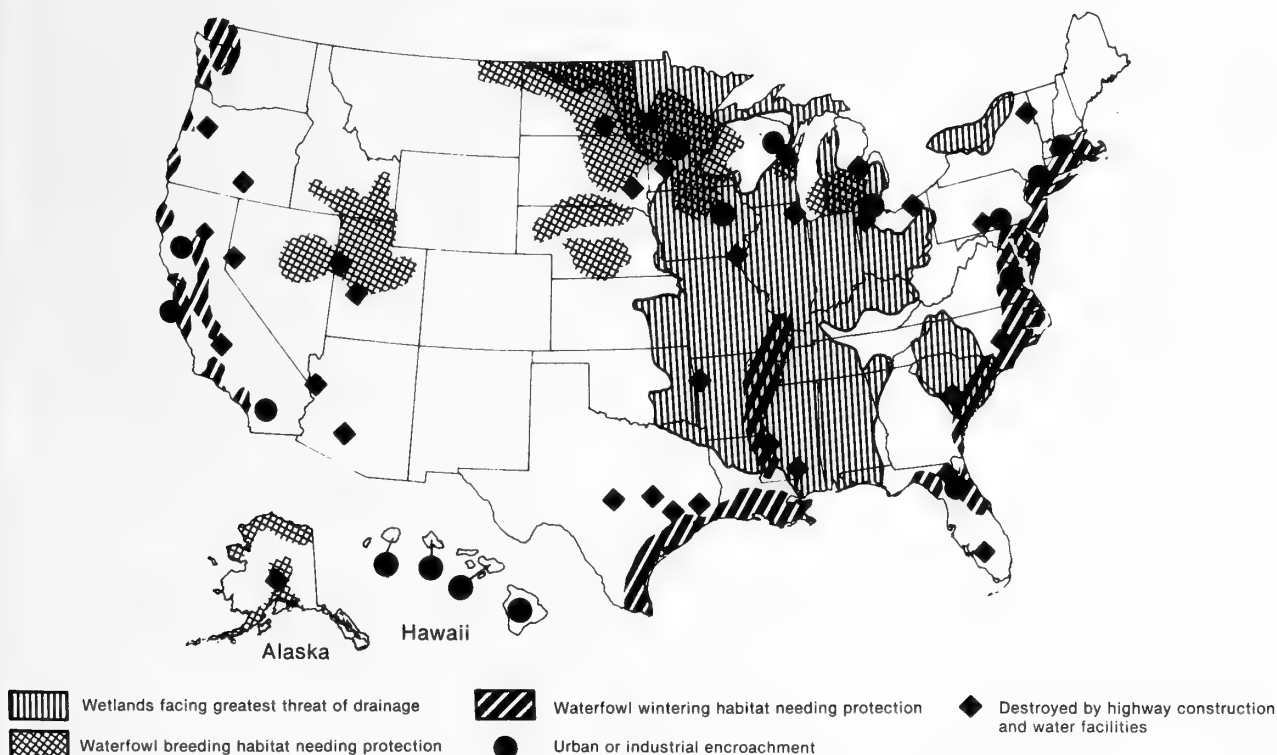 Alaska
Hawaii
Wetlands facing greatest threat of drainage
Waterfowl breeding habitat needing protection
Waterfowl wintering habitat needing protection
Urban or industrial encroachment
Destroyed by highway construction
and water facilities